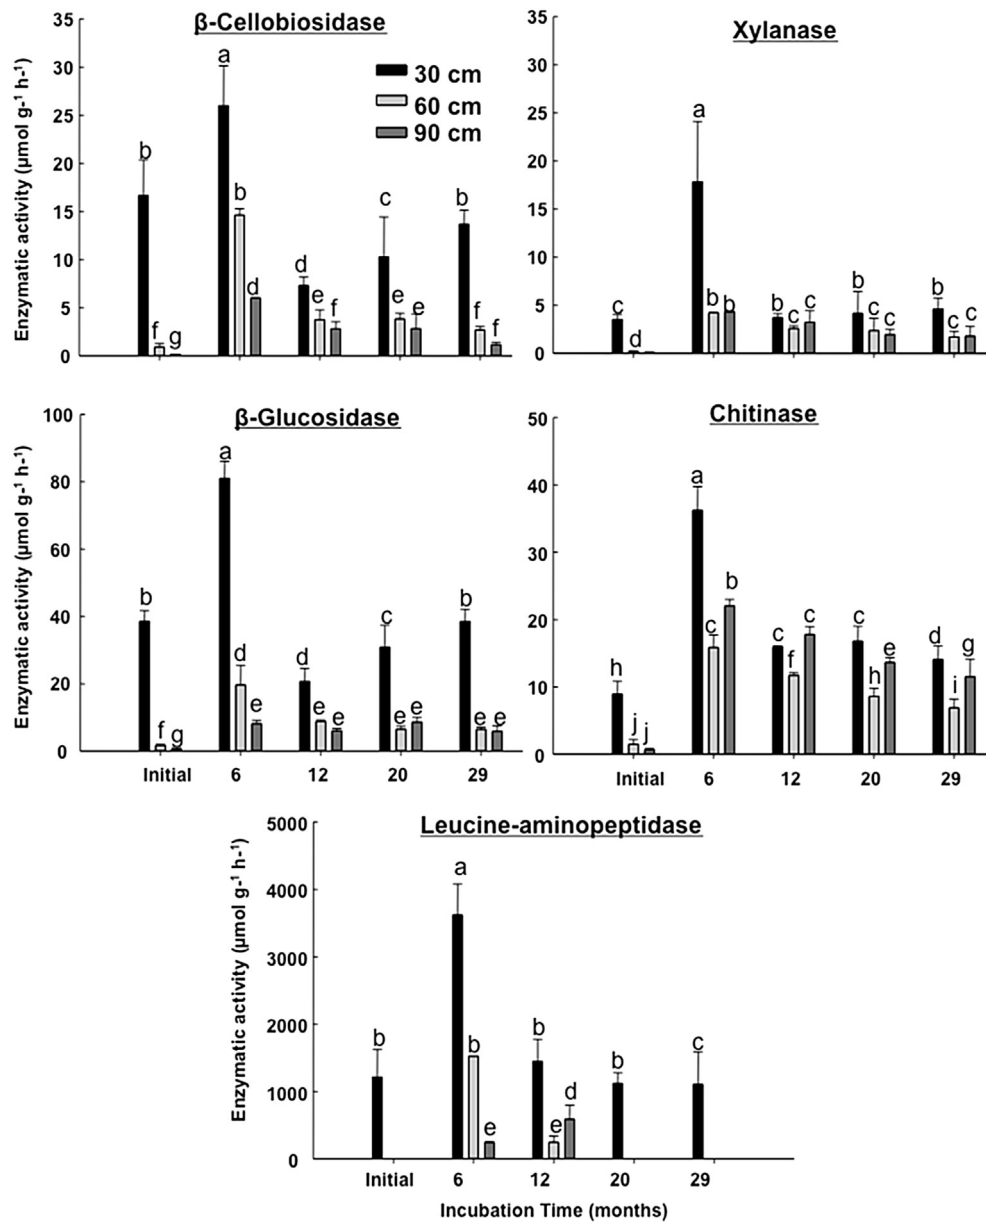 β-Cellobiosidase
Enzymatic activity (µmol g-1 h-1)
35
30
25
20
15
10
5
0
30 cm
60 cm
90 cm
b
f
g
a
b
d
d
e
f
c
e
e
b
f
f
Xylanase
35
30
25
20
15
10
5
0
c
d
a
b
b
b
c
c
b
c
c
b
c
c
β-Glucosidase
Enzymatic activity (µmol g-1 h-1)
100
80
60
40
20
0
b
f
g
a
d
e
d
e
e
c
e
e
b
e
e
Initial 6 12 20 29
Chitinase
50
40
30
20
10
0
h
j
j
a
c
b
c
f
c
c
h
e
d
i
g
Initial 6 12 20 29
Leucine-aminopeptidase
Enzymatic activity (µmol g-1 h-1)
5000
4000
3000
2000
1000
0
b
a
b
e
b
e
d
b
c
Initial 6 12 20 29
Incubation Time (months)